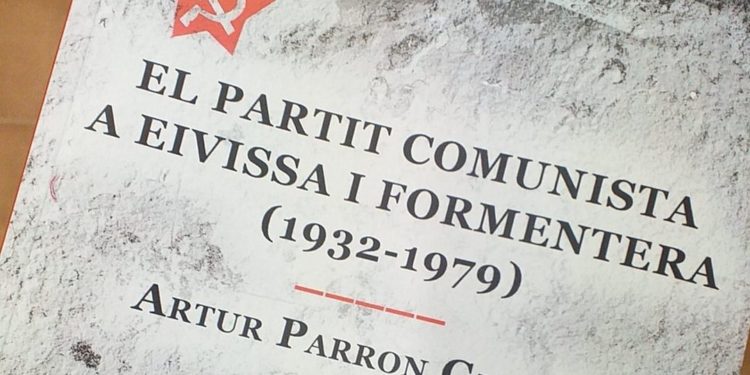 EL PARTIT COMUNISTA
A EIVISSA I FORMENTERA
(1932-1979)
ARTUR PARRON